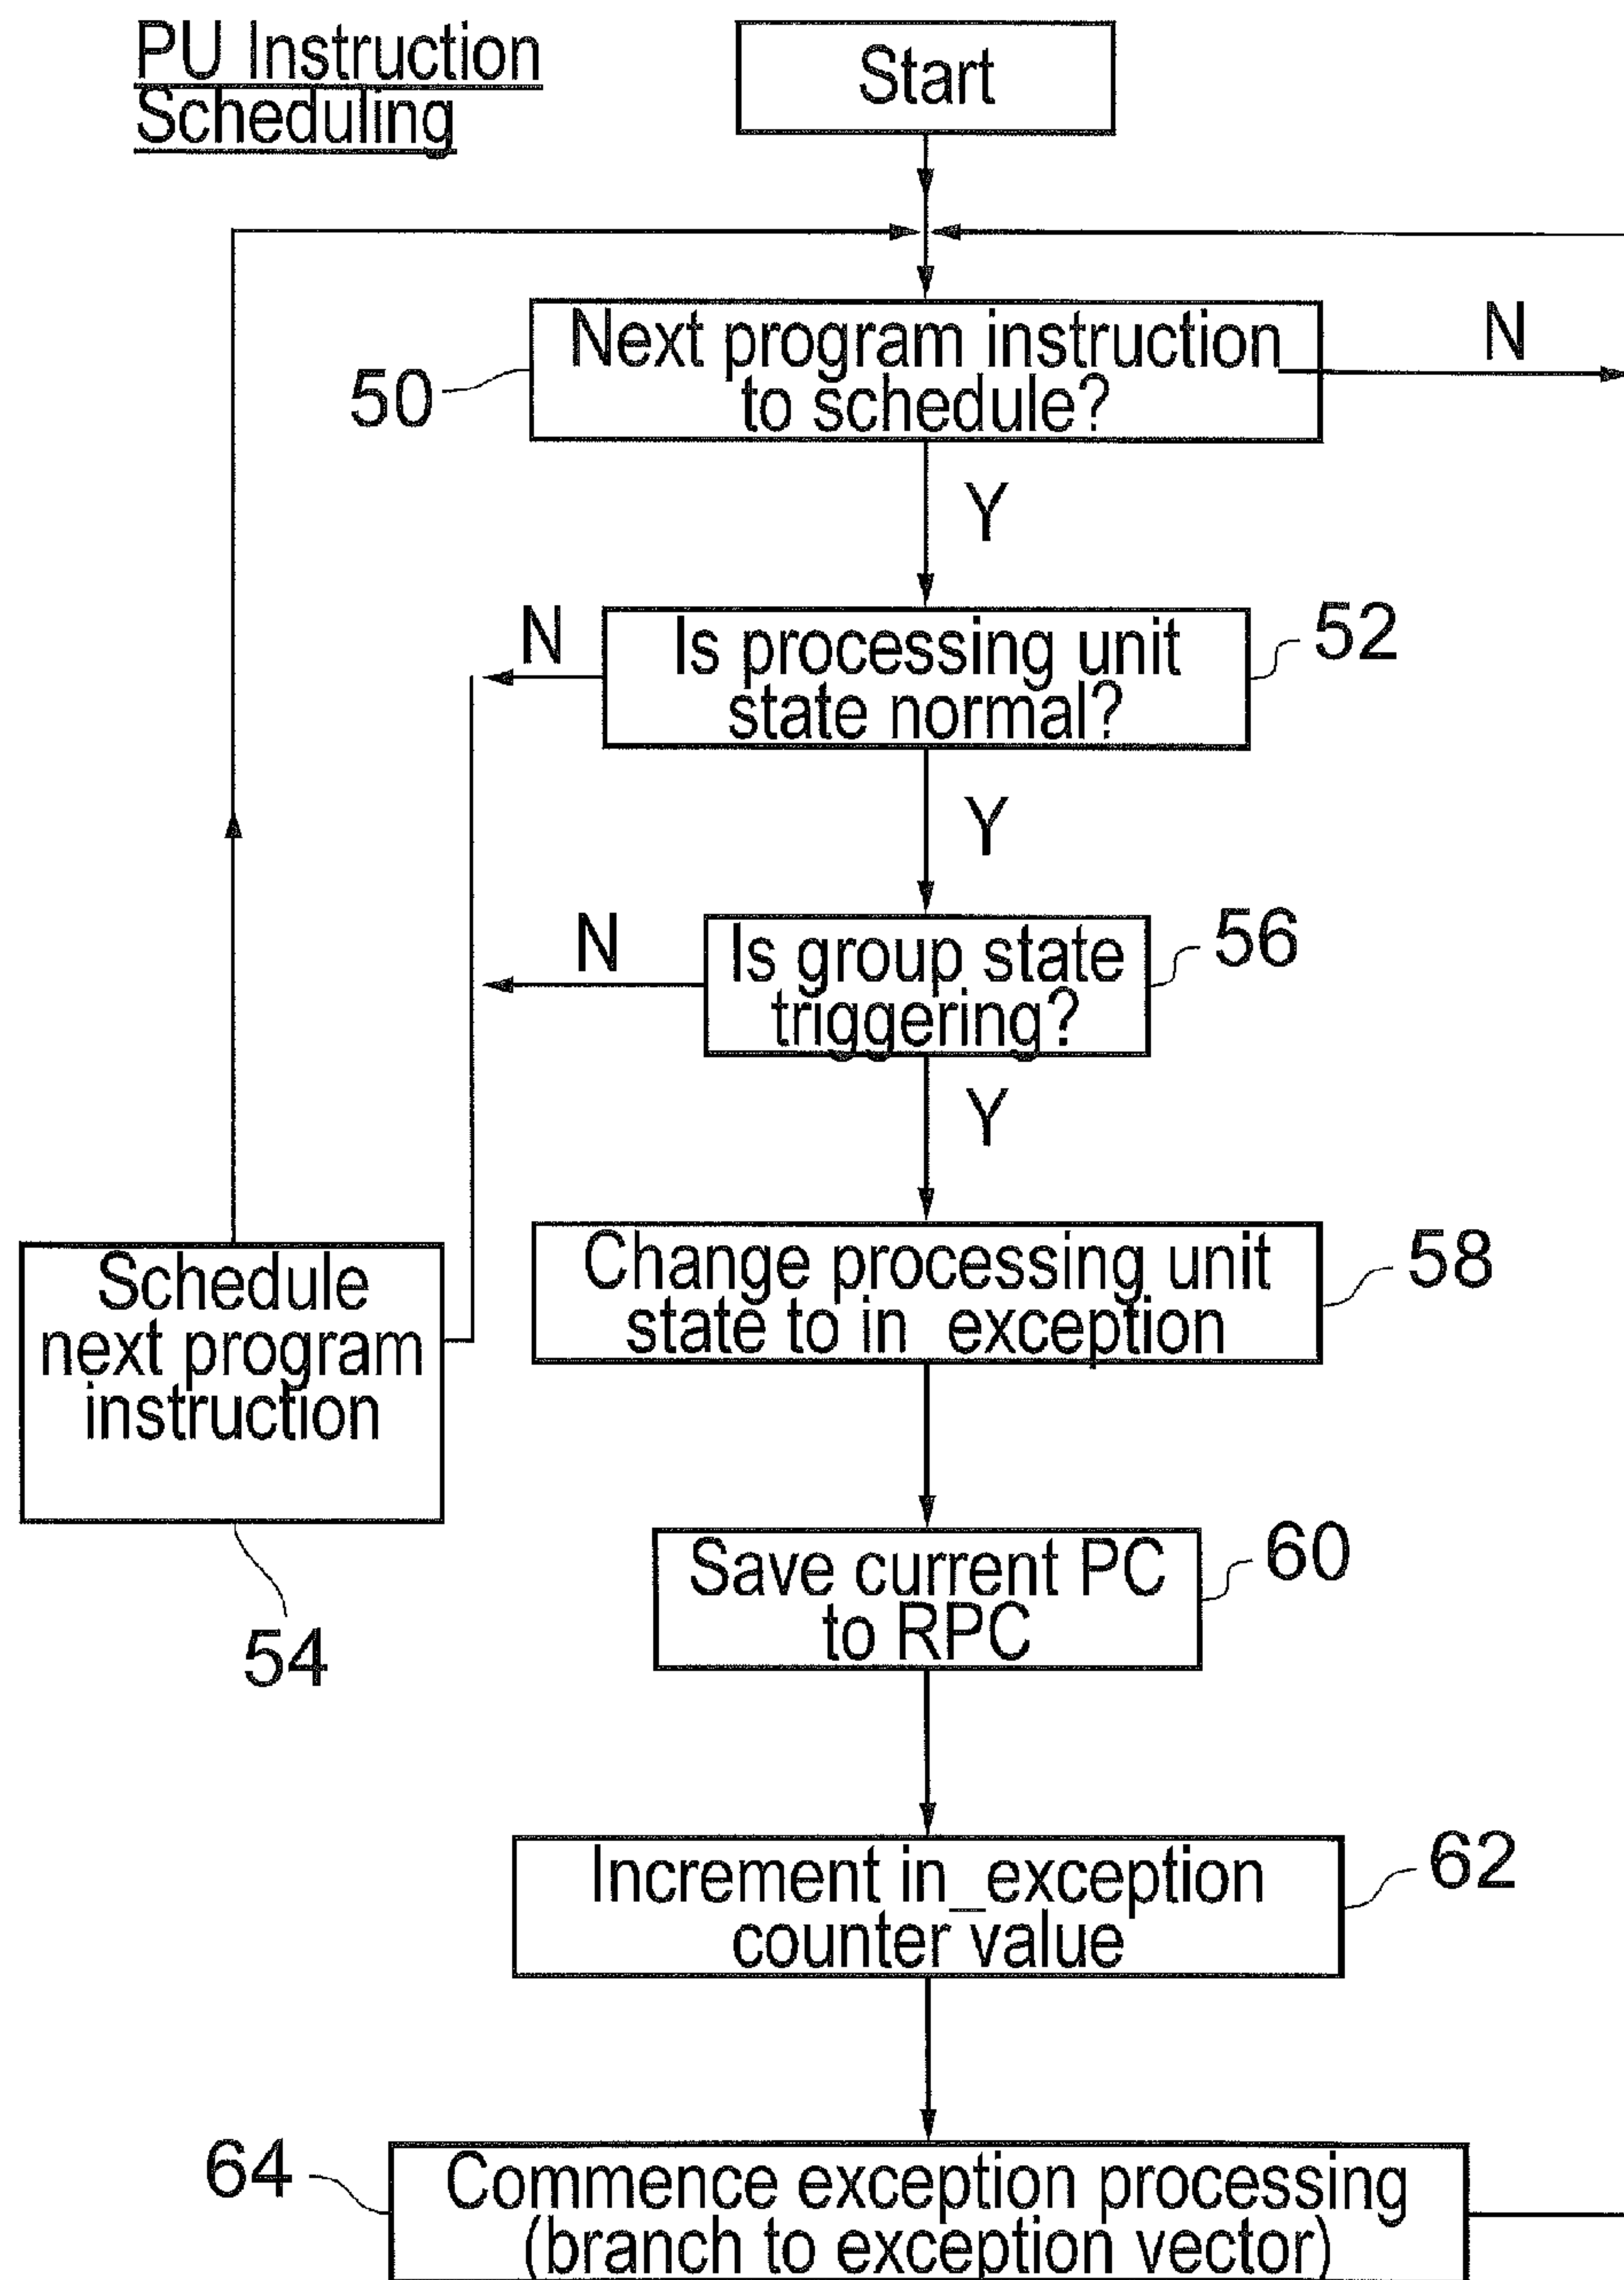 PU Instruction
Scheduling
Start
Next program instruction
to schedule?
N
50
Y
N
Is processing unit
state normal?
52
Y
N
Is group state
triggering?
56
Y
Change processing unit
state to in_exception
58
Schedule
next program
instruction
54
Save current PC
to RPC
60
Increment in_exception
counter value
62
64
Commence exception processing
(branch to exception vector)